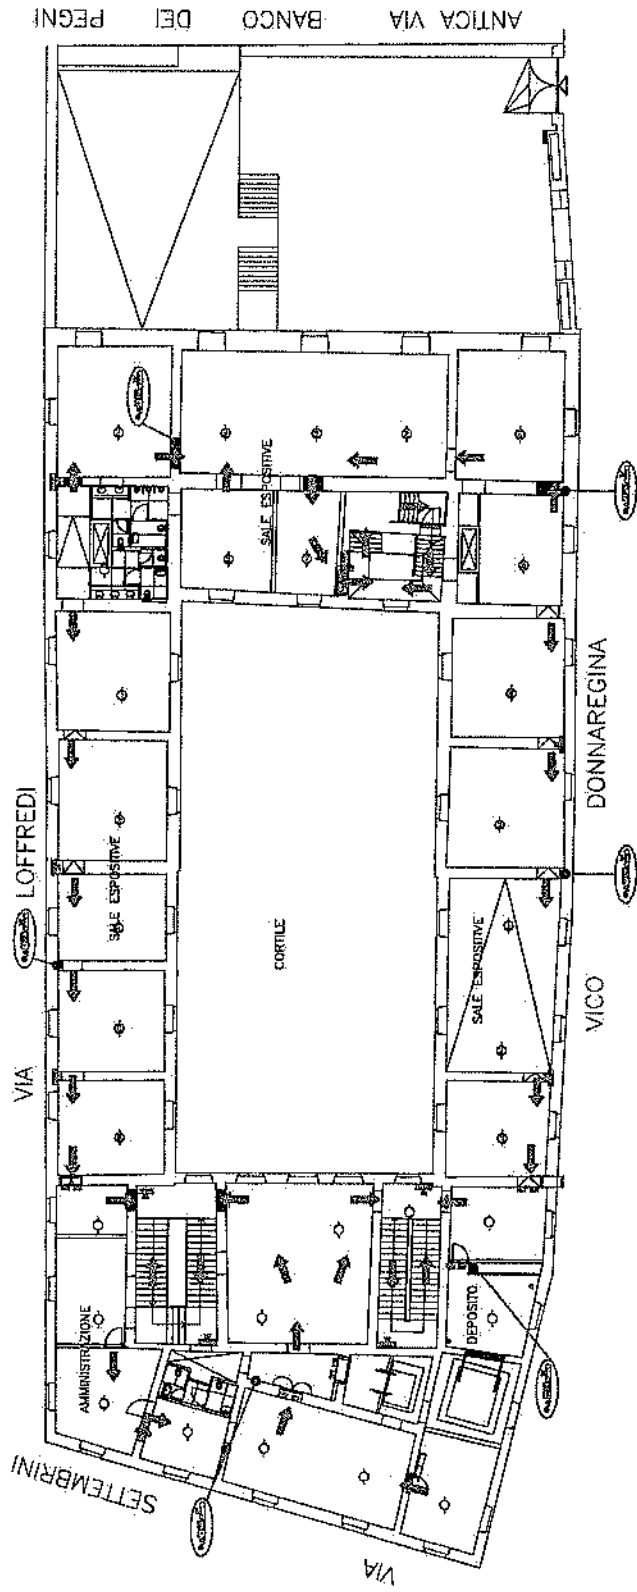 ANTICA VIA BANCO DEI PEGNI
SALE ESPOSITIVE
VIA LOFFREDI
SALE ESPOSITIVE
CORTILE
SALE ESPOSITIVE
VICO DONNAREGINA
AMMINISTRAZIONE
DEPOSITO
VIA SETTEMBRINI